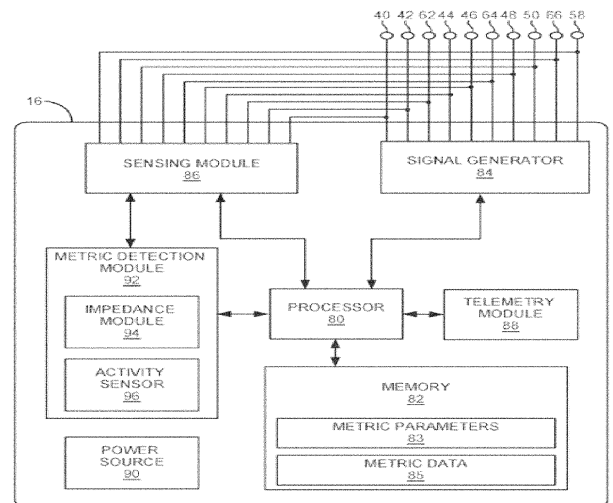 40 42 62 44 46 64 48 50 66 58
16
SENSING MODULE
86
SIGNAL GENERATOR
84
METRIC DETECTION
MODULE
92
IMPEDANCE
MODULE
94
ACTIVITY
SENSOR
96
PROCESSOR
80
TELEMETRY
MODULE
88
MEMORY
82
METRIC PARAMETERS
83
METRIC DATA
85
POWER
SOURCE
90